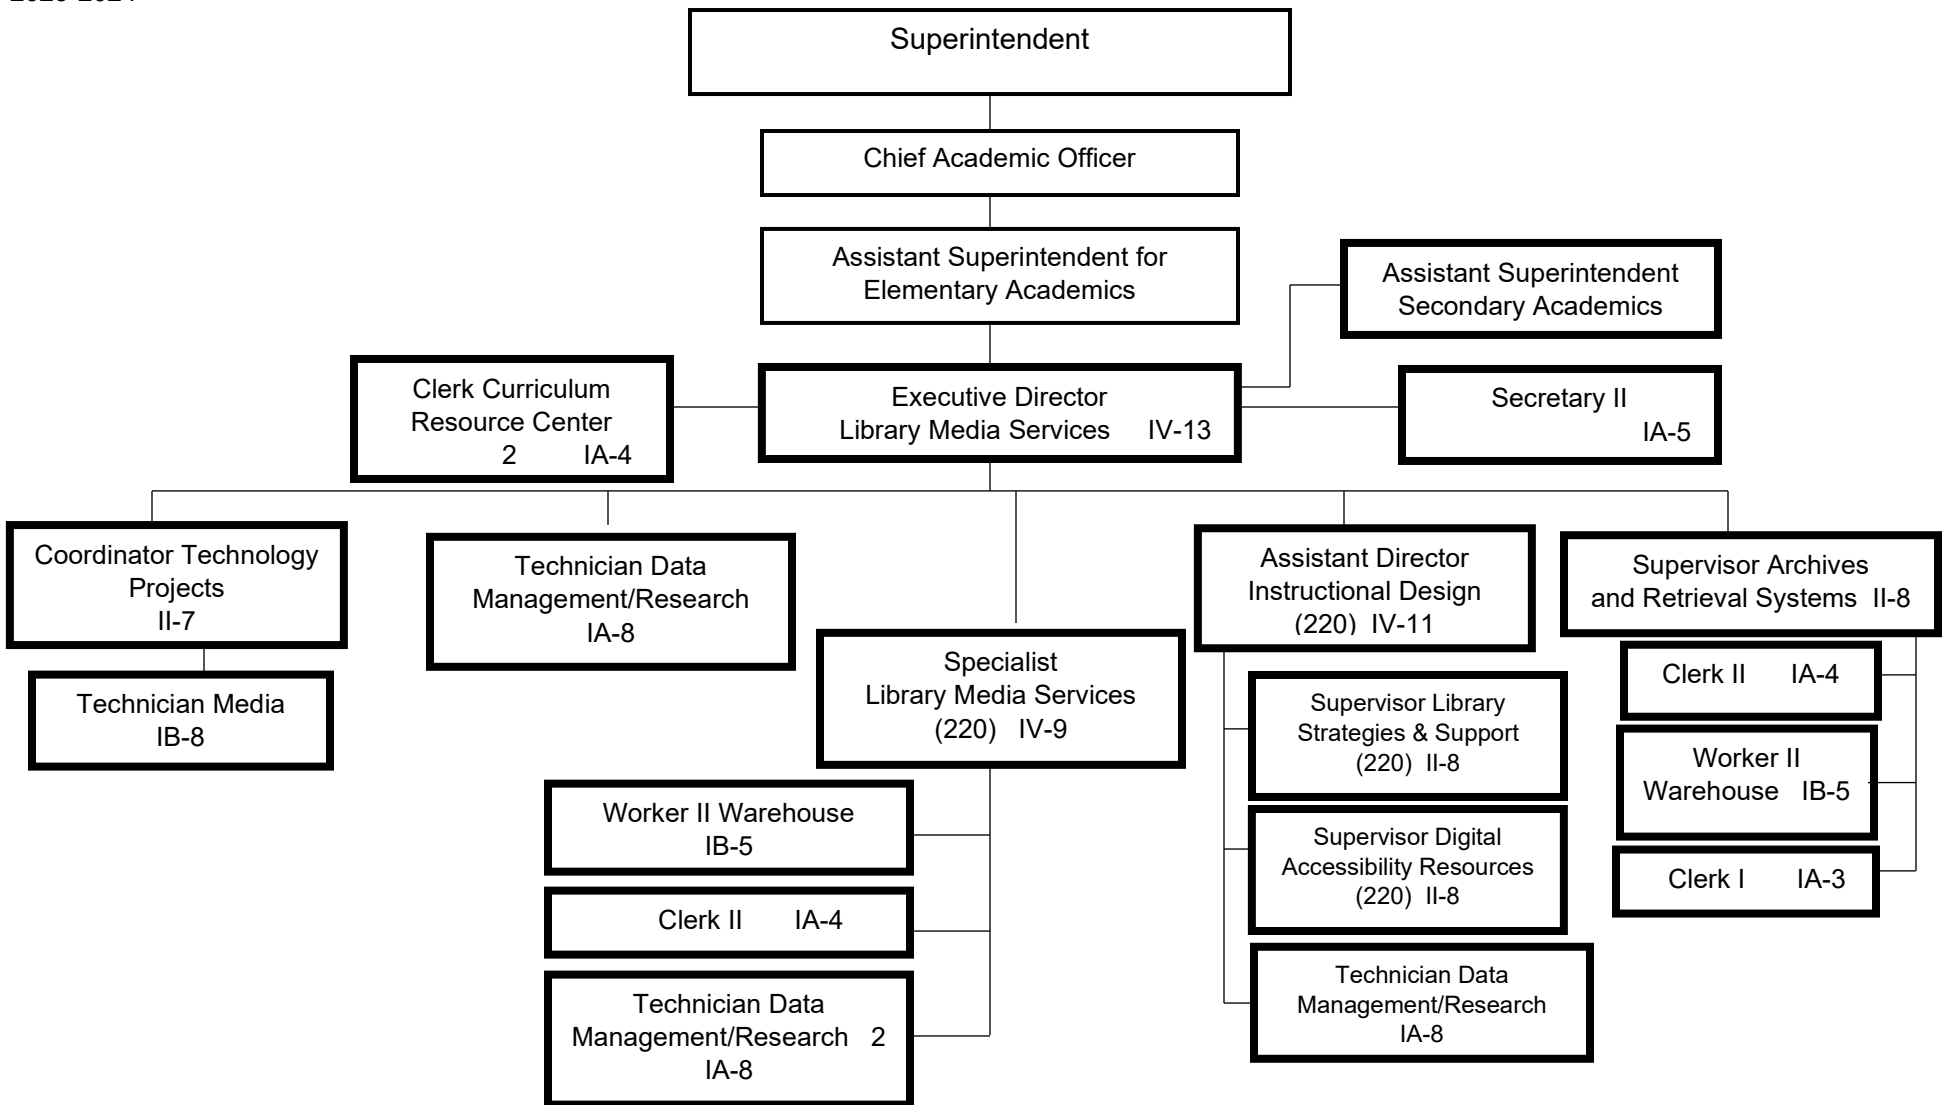 Superintendent
Chief Academic Officer
Assistant Superintendent for
Elementary Academics
Assistant Superintendent
Secondary Academics
Clerk Curriculum
Resource Center
2 IA-4
Executive Director
Library Media Services IV-13
Secretary II
IA-5
Coordinator Technology
Projects
II-7
Technician Media
IB-8
Technician Data
Management/Research
IA-8
Specialist
Library Media Services
(220) IV-9
Worker II Warehouse
IB-5
Clerk II IA-4
Technician Data
Management/Research 2
IA-8
Assistant Director
Instructional Design
(220) IV-11
Supervisor Library
Strategies & Support
(220) II-8
Supervisor Digital
Accessibility Resources
(220) II-8
Technician Data
Management/Research
IA-8
Supervisor Archives
and Retrieval Systems II-8
Clerk II IA-4
Worker II
Warehouse IB-5
Clerk I IA-3